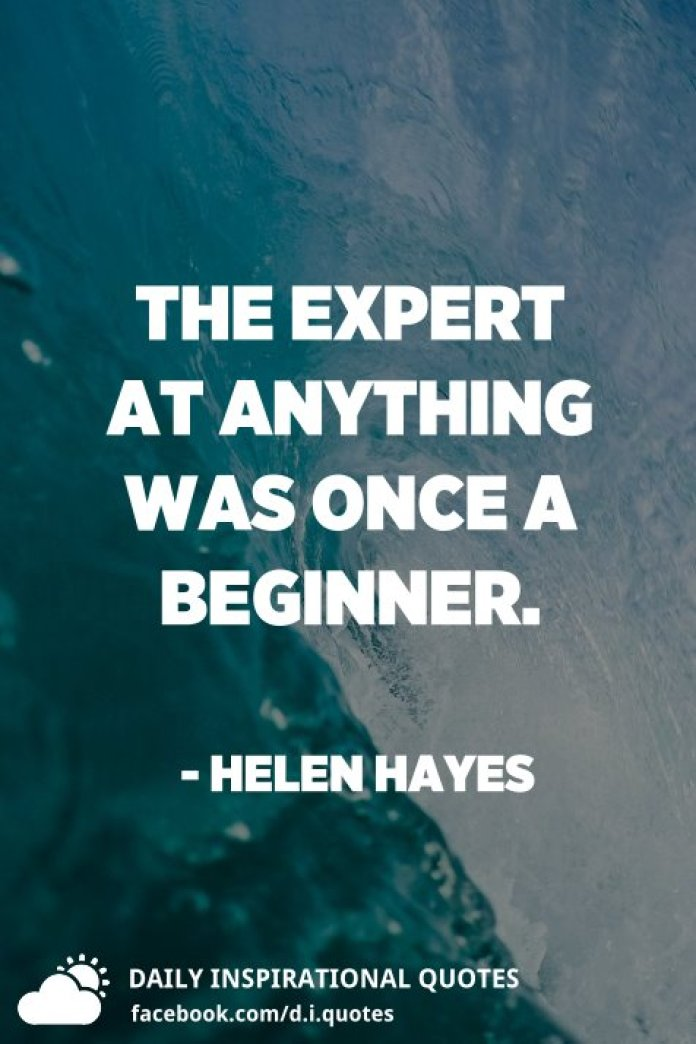 THE EXPERT
AT ANYTHING
WAS ONCE A
BEGINNER.
- HELEN HAYES
DAILY INSPIRATIONAL QUOTES
facebook.com/d.i.quotes